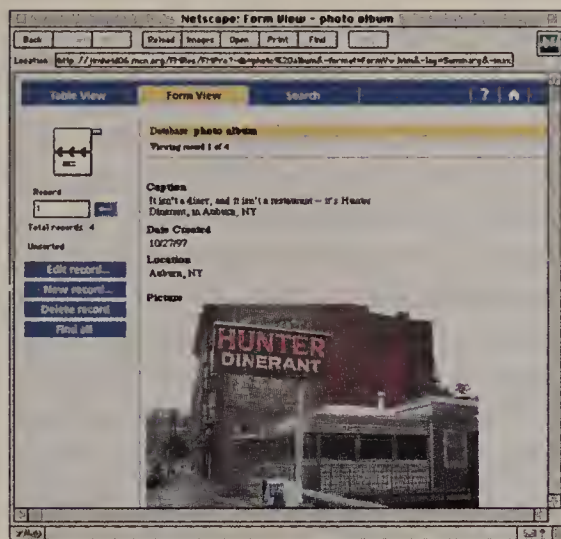 Netscape: Form View - photo album
Back
Reload Images Open Print Find
Location:
Table View Form View Search ?
Database photo album
Viewing record 1 of 4
Record
1
Total records 4
Unsorted
Edit record...
New record...
Delete record
Find all
Caption
It isn't a diner, and it isn't a restaurant -- it's Hunter
Dinerant, in Auburn, NY
Date Created
10/27/97
Location
Auburn, NY
Picture
HUNTER
DINERANT